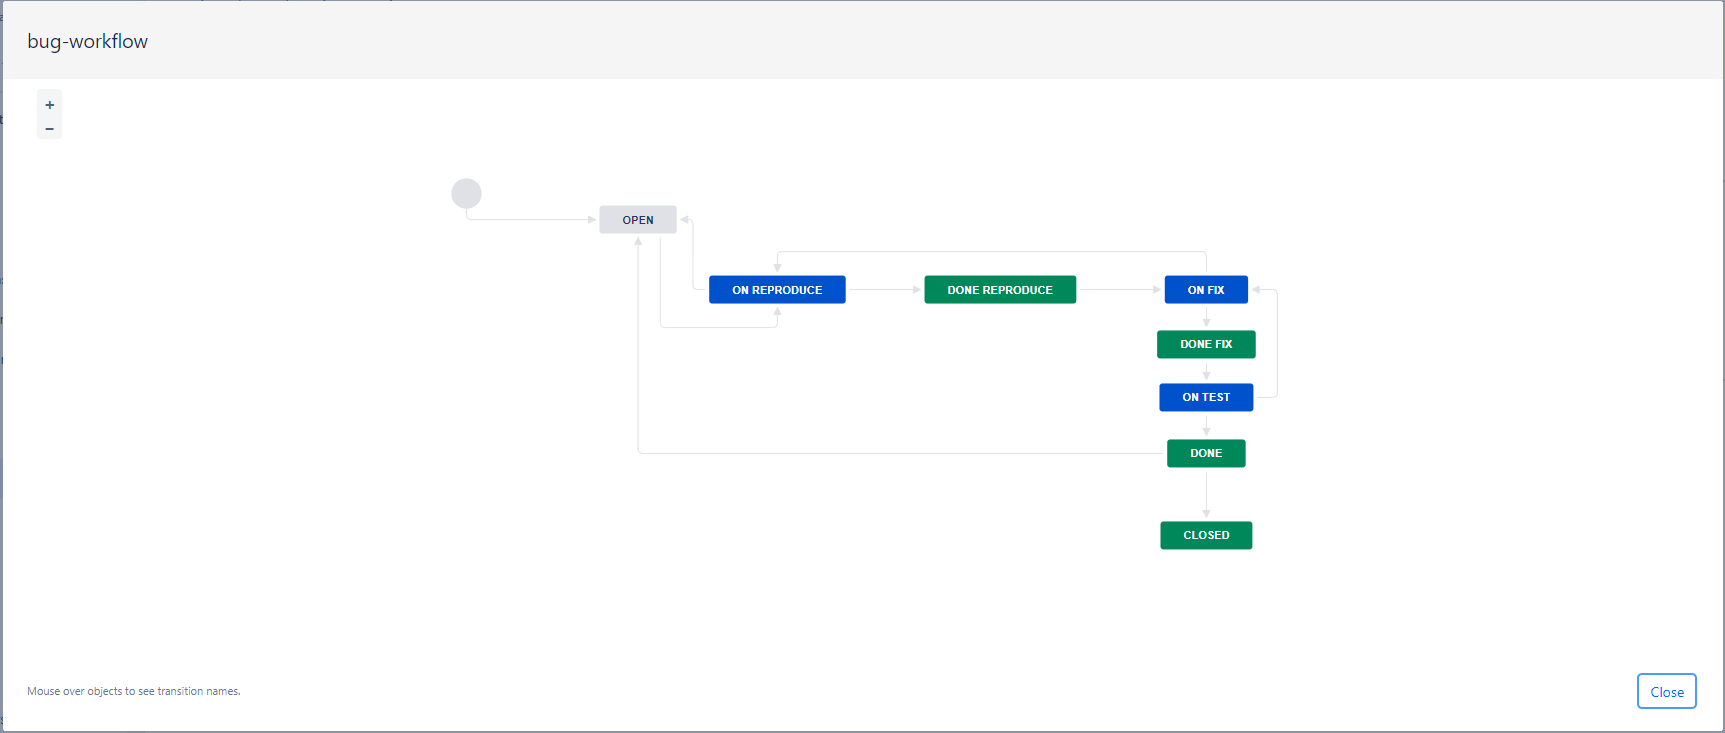 bug-workflow
+
−
OPEN
ON REPRODUCE
DONE REPRODUCE
ON FIX
DONE FIX
ON TEST
DONE
CLOSED
Mouse over objects to see transition names.
Close